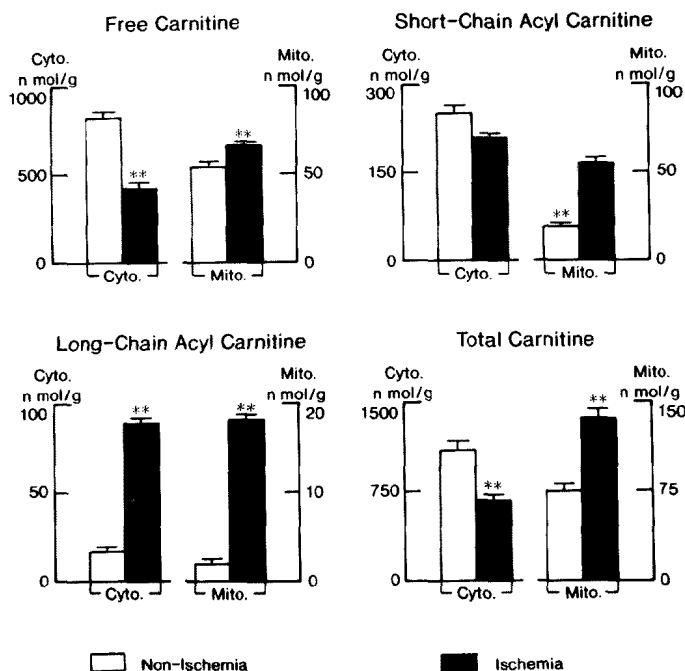 Free Carnitine
Cyto.
n mol/g
Mito.
n mol/g
1000
500
0
100
50
0
**
**
Cyto.
Mito.
Short-Chain Acyl Carnitine
Cyto.
n mol/g
Mito.
n mol/g
300
150
0
100
50
0
**
Cyto.
Mito.
Long-Chain Acyl Carnitine
Cyto.
n mol/g
Mito.
n mol/g
100
50
0
20
10
0
**
**
Cyto.
Mito.
Total Carnitine
Cyto.
n mol/g
Mito.
n mol/g
1500
750
0
150
75
0
**
**
Cyto.
Mito.
Non-Ischemia
Ischemia